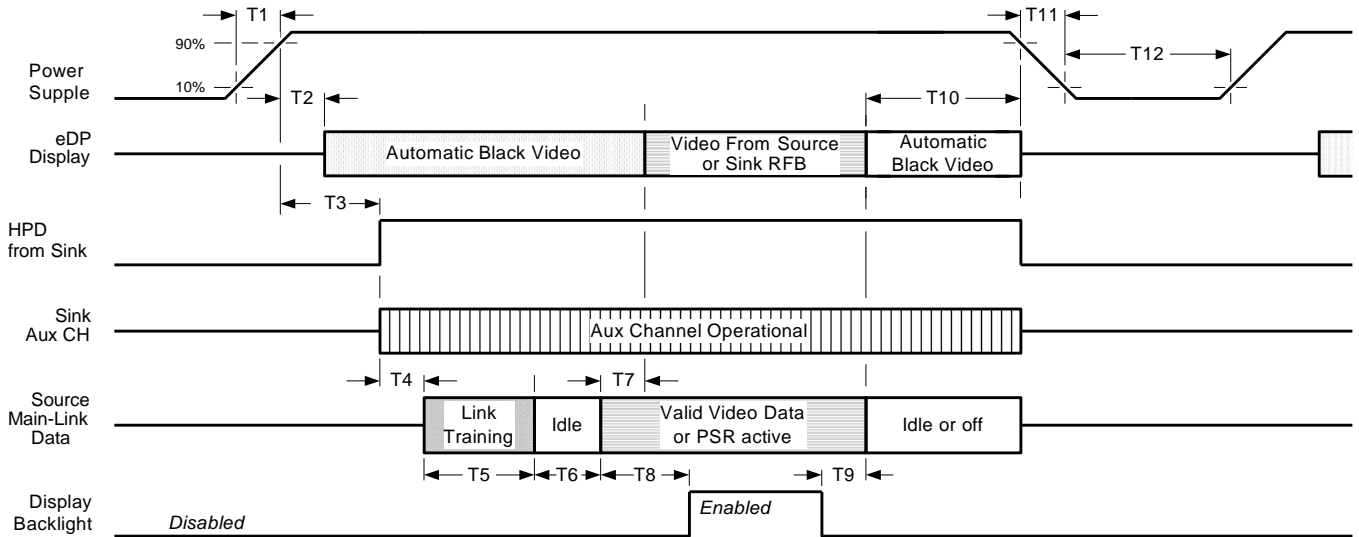 T1
T11
90%
T12
Power
Supple
10%
T2
T10
eDP
Display
Automatic Black Video
Video From Source
or Sink RFB
Automatic
Black Video
T3
HPD
from Sink
Sink
Aux CH
Aux Channel Operational
T4
T7
Source
Main-Link
Data
Link
Training
Idle
Valid Video Data
or PSR active
Idle or off
T5
T6
T8
T9
Display
Backlight
Disabled
Enabled